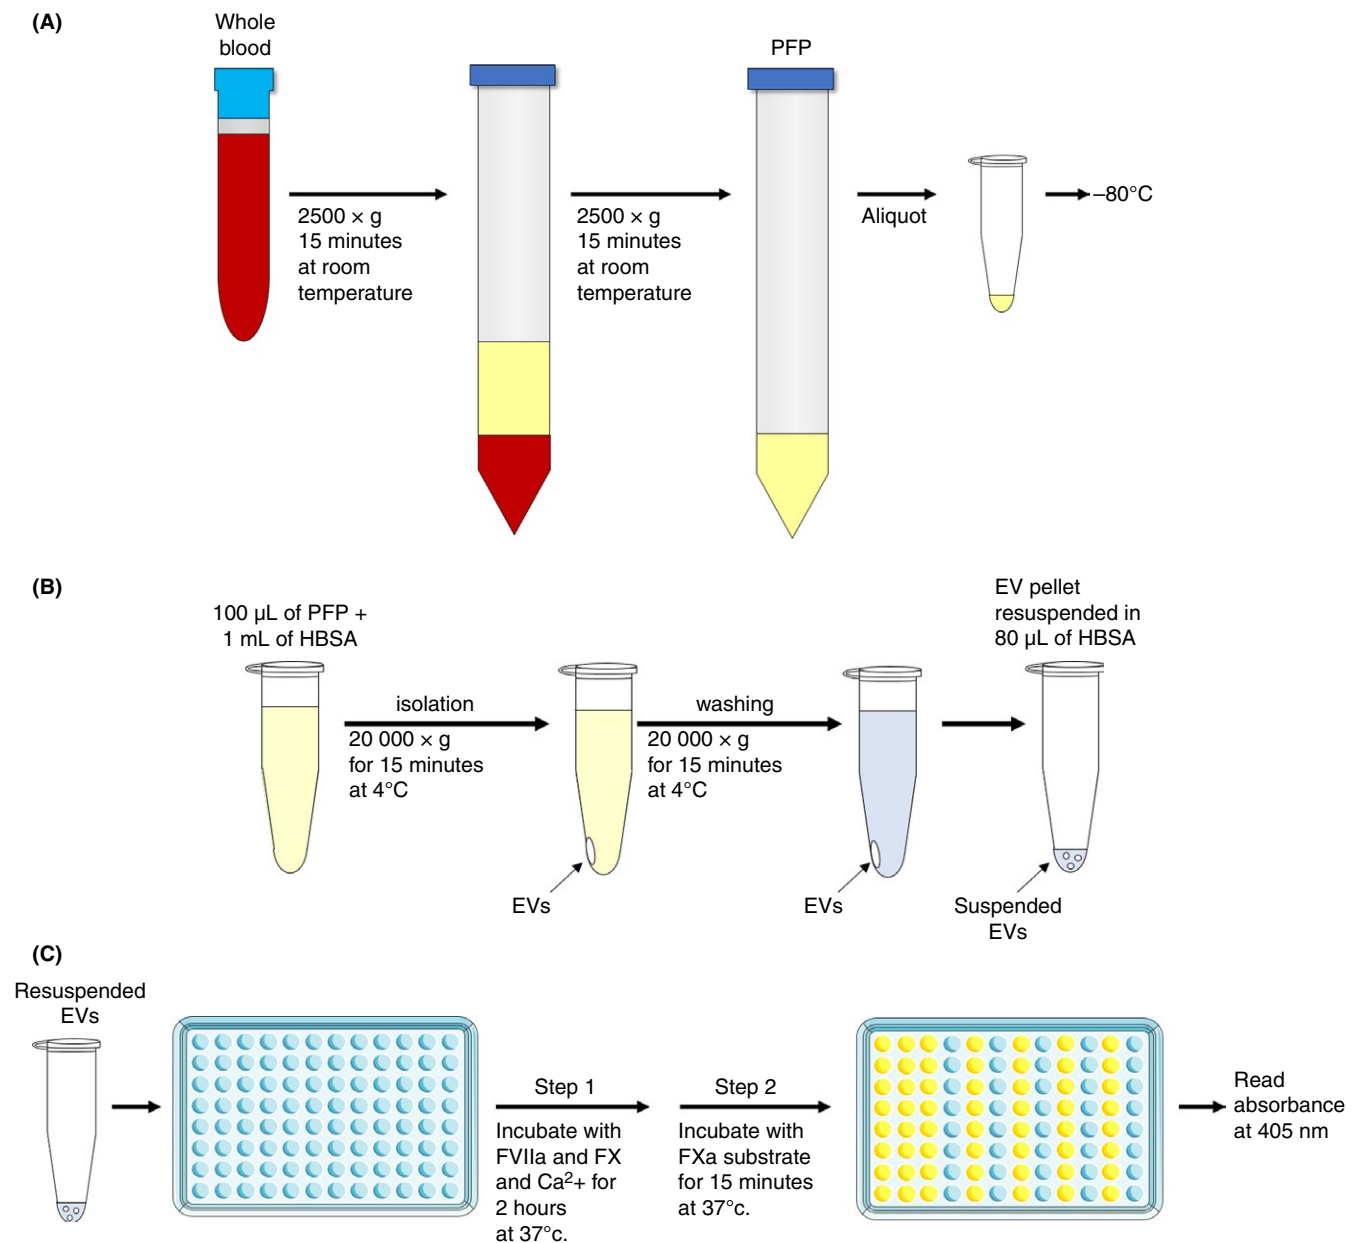 (A)
Whole
blood
PFP
2500 × g
15 minutes
at room
temperature
2500 × g
15 minutes
at room
temperature
Aliquot
–80°C
(B)
100 µL of PFP +
1 mL of HBSA
EV pellet
resuspended in
80 µL of HBSA
isolation
20 000 × g
for 15 minutes
at 4°C
washing
20 000 × g
for 15 minutes
at 4°C
EVs
EVs
Suspended
EVs
(C)
Resuspended
EVs
Step 1
Incubate with
FVIIa and FX
and Ca²+ for
2 hours
at 37°c.
Step 2
Incubate with
FXa substrate
for 15 minutes
at 37°c.
Read
absorbance
at 405 nm